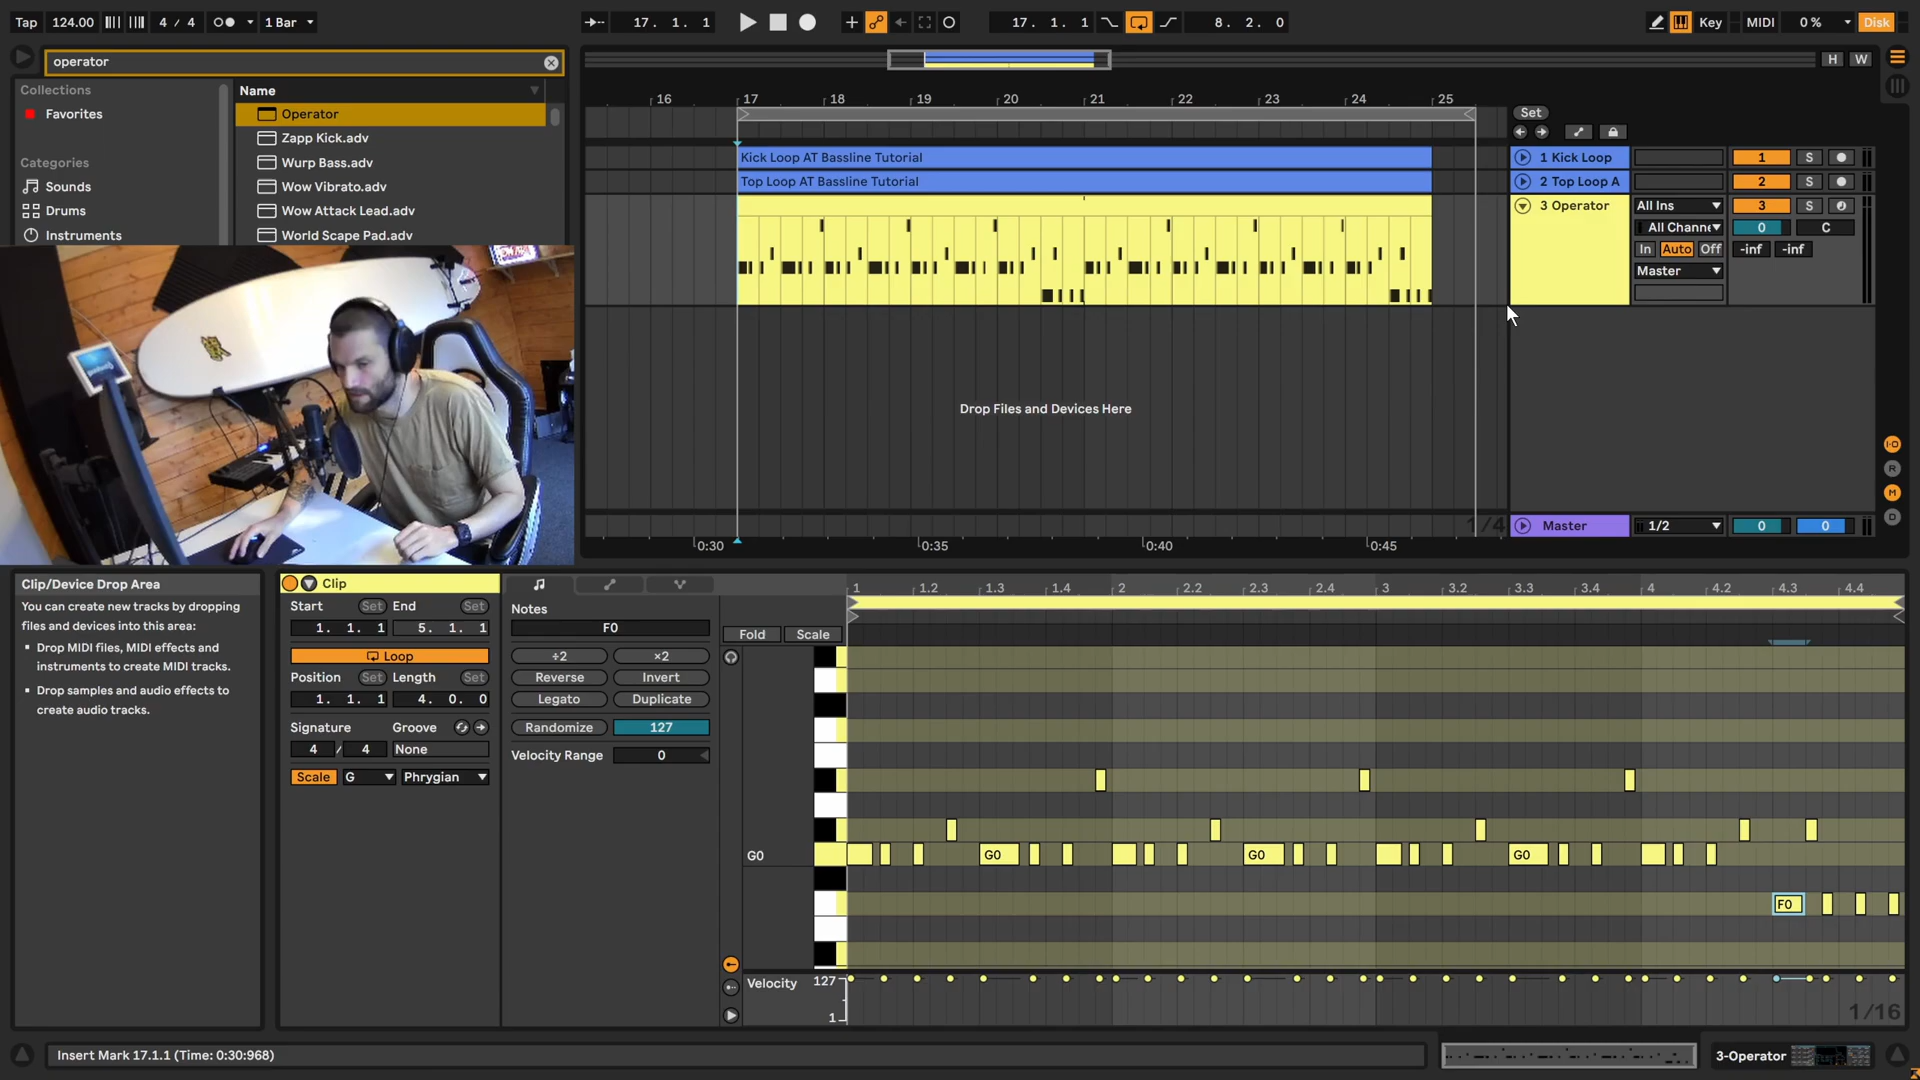 Tap 124.00 4 / 4 1 Bar 17. 1. 1 17. 1. 1 8. 2. 0 Key MIDI 0 % Disk
operator
H W
Collections Name
Favorites Operator
Zapp Kick.adv
Categories Wurp Bass.adv
Sounds Wow Vibrato.adv
Drums Wow Attack Lead.adv
Instruments World Scape Pad.adv
16 17 18 19 20 21 22 23 24 25
Set
Kick Loop AT Bassline Tutorial 1 Kick Loop 1 S
Top Loop AT Bassline Tutorial 2 Top Loop A 2 S
3 Operator All Ins 3 S
All Channe 0 C
In Auto Off -inf -inf
Master
Drop Files and Devices Here
1/4 Master 1/2 0 0
0:30 0:35 0:40 0:45
I·O
R
M
D
Clip/Device Drop Area
You can create new tracks by dropping
files and devices into this area:
Drop MIDI files, MIDI effects and
instruments to create MIDI tracks.
Drop samples and audio effects to
create audio tracks.
Clip
Start Set End Set
1. 1. 1 5. 1. 1
Loop
Position Set Length Set
1. 1. 1 4. 0. 0
Signature Groove
4 / 4 None
Scale G Phrygian
Notes
F0
÷2 ×2
Reverse Invert
Legato Duplicate
Randomize 127
Velocity Range 0
1 1.2 1.3 1.4 2 2.2 2.3 2.4 3 3.2 3.3 3.4 4 4.2 4.3 4.4
Fold Scale
G0 G0 G0 G0
F0
Velocity 127
1
1/16
Insert Mark 17.1.1 (Time: 0:30:968) 3-Operator